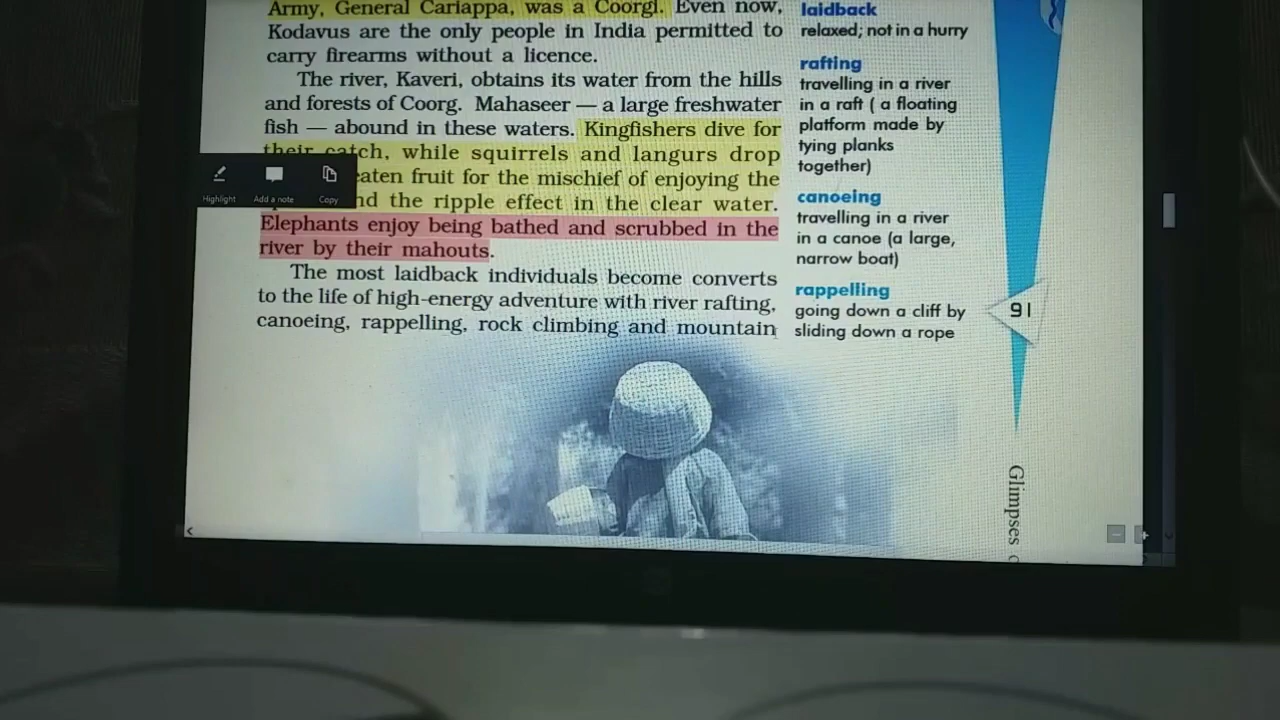 Army, General Cariappa, was a Coorgi. Even now,
Kodavus are the only people in India permitted to
carry firearms without a licence.
The river, Kaveri, obtains its water from the hills
and forests of Coorg. Mahaseer — a large freshwater
fish — abound in these waters. Kingfishers dive for
their catch, while squirrels and langurs drop
eaten fruit for the mischief of enjoying the
and the ripple effect in the clear water.
Elephants enjoy being bathed and scrubbed in the
river by their mahouts.
The most laidback individuals become converts
to the life of high-energy adventure with river rafting,
canoeing, rappelling, rock climbing and mountain
Highlight
Add a note
Copy
laidback
relaxed; not in a hurry
rafting
travelling in a river
in a raft ( a floating
platform made by
tying planks
together)
canoeing
travelling in a river
in a canoe (a large,
narrow boat)
rappelling
going down a cliff by
sliding down a rope
91
Glimpses